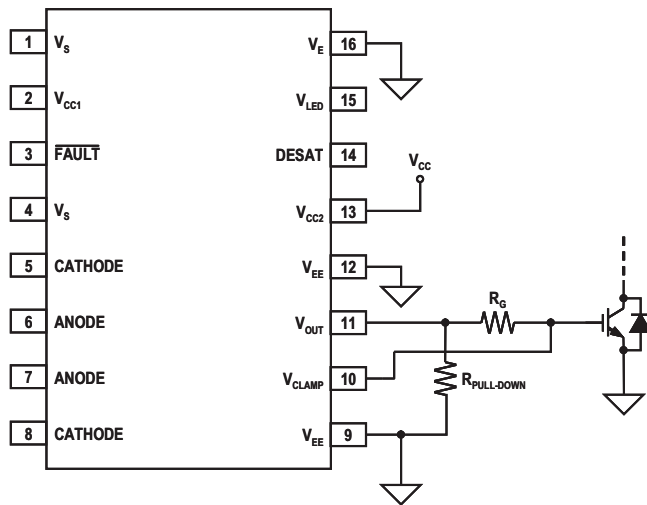 1 VS
2 VCC1
3 FAULT
4 VS
5 CATHODE
6 ANODE
7 ANODE
8 CATHODE
VE 16
VLED 15
DESAT 14
VCC2 13
VEE 12
VOUT 11
VCLAMP 10
VEE 9
VCC
RG
RPULL-DOWN